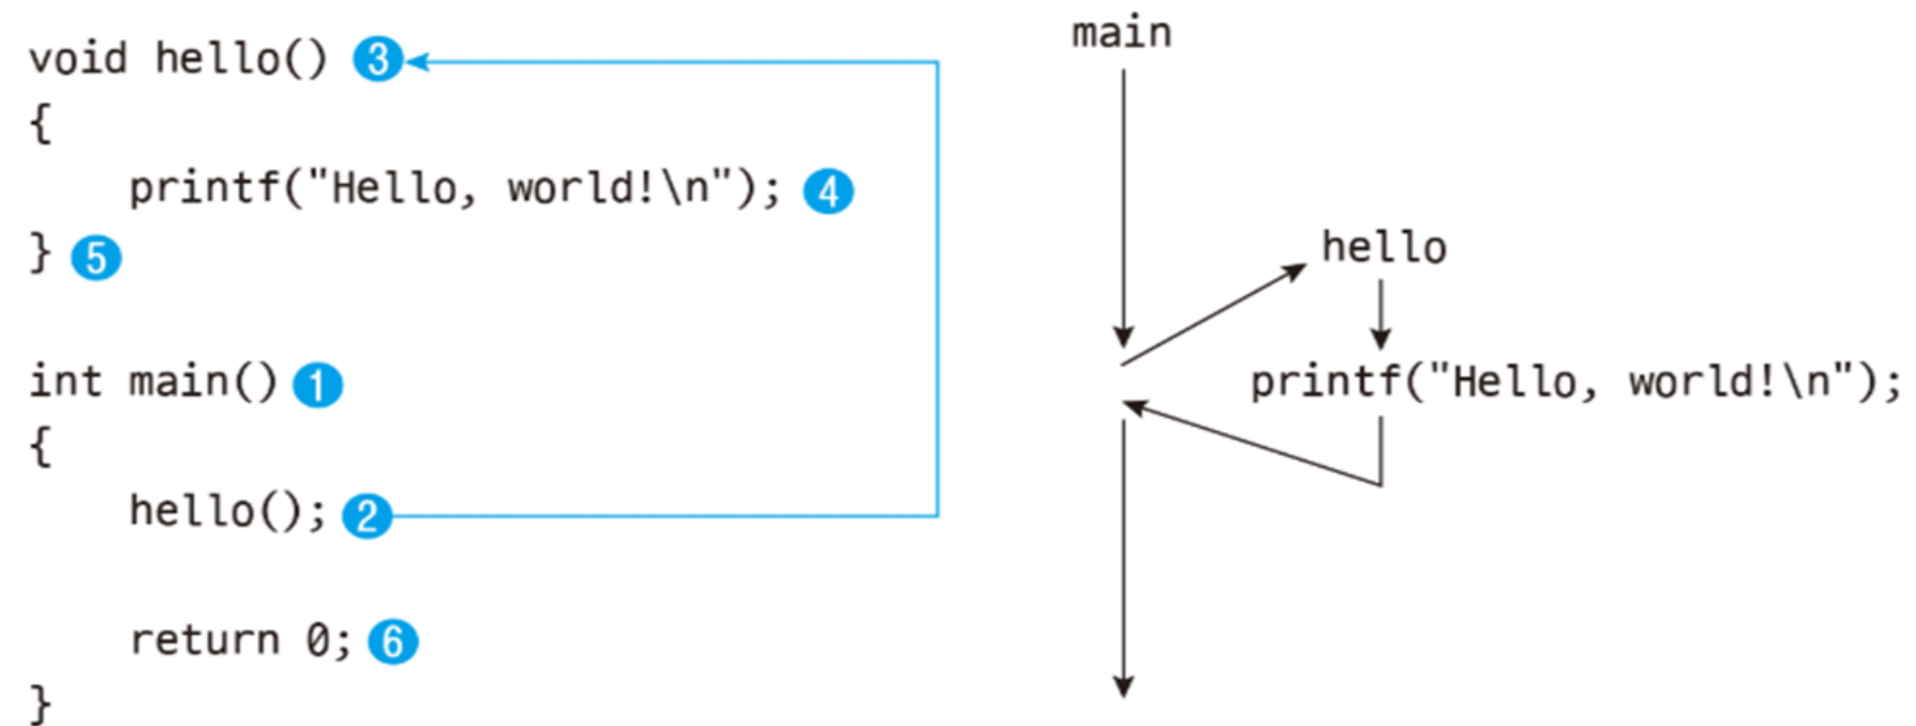 void hello() 3
{
    printf("Hello, world!\n"); 4
} 5
int main() 1
{
    hello(); 2
    return 0; 6
}
main
hello
printf("Hello, world!\n");